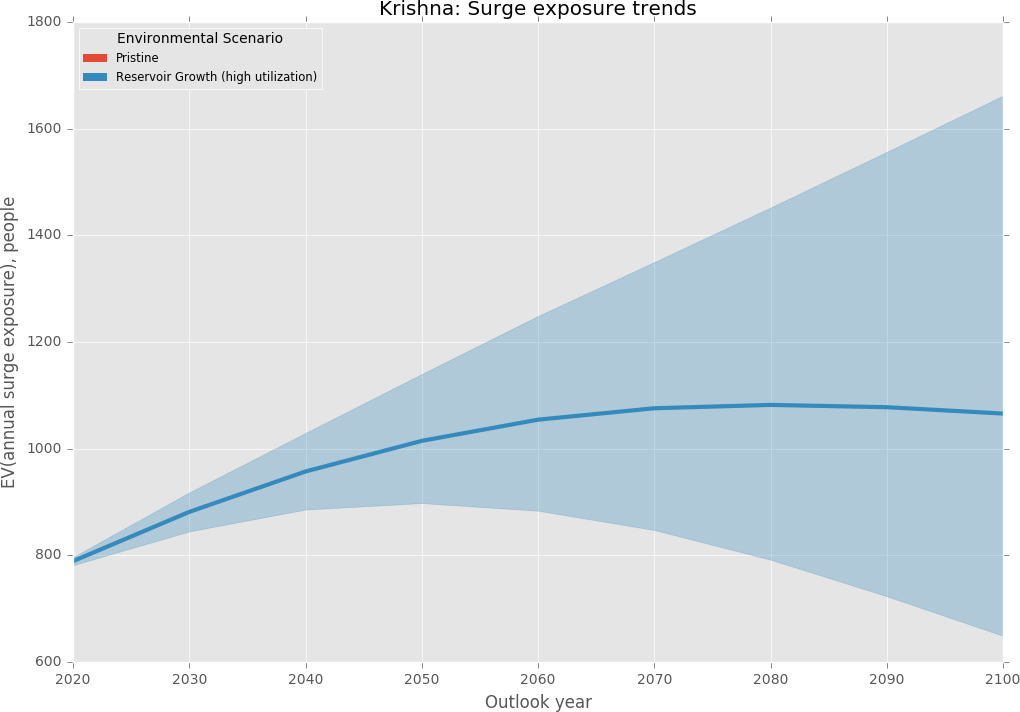 Krishna: Surge exposure trends
Environmental Scenario
Pristine
Reservoir Growth (high utilization)
1800
1600
1400
1200
1000
800
600
EV(annual surge exposure), people
2020 2030 2040 2050 2060 2070 2080 2090 2100
Outlook year